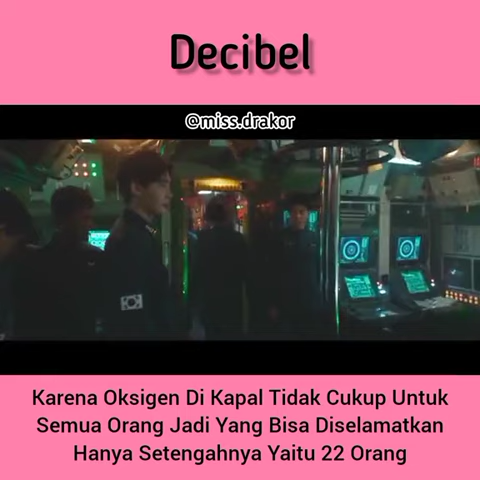 Decibel
@miss.drakor
Karena Oksigen Di Kapal Tidak Cukup Untuk
Semua Orang Jadi Yang Bisa Diselamatkan
Hanya Setengahnya Yaitu 22 Orang